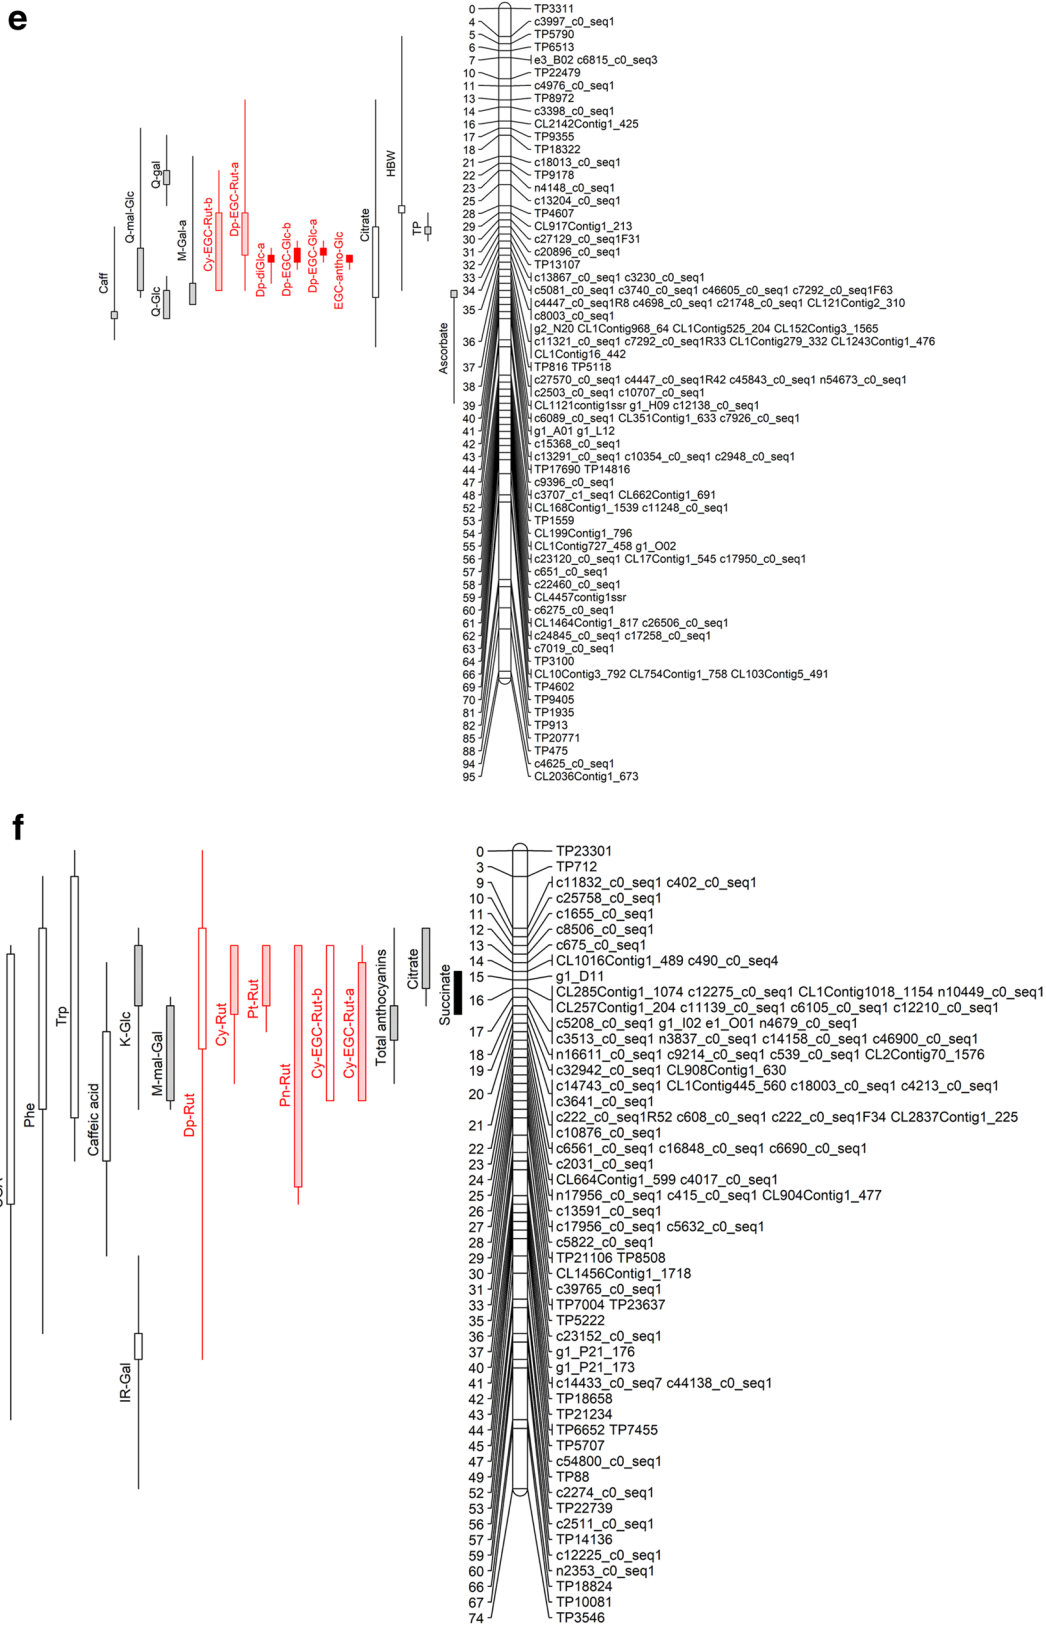 e
Caff
Q-mal-Glc
Q-gal
Q-Glc
M-Gal-a
Cy-EGC-Rut-b
Dp-EGC-Rut-a
Dp-diGlc-a
Dp-EGC-Glc-b
Dp-EGC-Glc-a
EGC-antho-Glc
Citrate
HBW
TP
Ascorbate
0 TP3311
4 c3997_c0_seq1
5 TP5790
6 TP6513
7 e3_B02 c6815_c0_seq3
10 TP22479
11 c4976_c0_seq1
13 TP8972
14 c3398_c0_seq1
16 CL2142Contig1_425
17 TP9355
18 TP18322
21 c18013_c0_seq1
22 TP9178
23 n4148_c0_seq1
25 c13204_c0_seq1
28 TP4607
29 CL917Contig1_213
30 c27129_c0_seq1F31
31 c20896_c0_seq1
32 TP13107
33 c13867_c0_seq1 c3230_c0_seq1
34 c5081_c0_seq1 c3740_c0_seq1 c46605_c0_seq1 c7292_c0_seq1F63
35 c4447_c0_seq1R8 c4698_c0_seq1 c21748_c0_seq1 CL121Contig2_310
c8003_c0_seq1
g2_N20 CL1Contig968_64 CL1Contig525_204 CL152Contig3_1565
36 c11321_c0_seq1 c7292_c0_seq1R33 CL1Contig279_332 CL1243Contig1_476
CL1Contig16_442
37 TP816 TP5118
38 c27570_c0_seq1 c4447_c0_seq1R42 c45843_c0_seq1 n54673_c0_seq1
c2503_c0_seq1 c10707_c0_seq1
39 CL1121contig1ssr g1_H09 c12138_c0_seq1
40 c6089_c0_seq1 CL351Contig1_633 c7926_c0_seq1
41 g1_A01 g1_L12
42 c15368_c0_seq1
43 c13291_c0_seq1 c10354_c0_seq1 c2948_c0_seq1
44 TP17690 TP14816
47 c9396_c0_seq1
48 c3707_c1_seq1 CL662Contig1_691
52 CL168Contig1_1539 c11248_c0_seq1
53 TP1559
54 CL199Contig1_796
55 CL1Contig727_458 g1_O02
56 c23120_c0_seq1 CL17Contig1_545 c17950_c0_seq1
57 c651_c0_seq1
58 c22460_c0_seq1
59 CL4457contig1ssr
60 c6275_c0_seq1
61 CL1464Contig1_817 c26506_c0_seq1
62 c24845_c0_seq1 c17258_c0_seq1
63 c7019_c0_seq1
64 TP3100
66 CL10Contig3_792 CL754Contig1_758 CL103Contig5_491
69 TP4602
70 TP9405
81 TP1935
82 TP913
85 TP20771
88 TP475
94 c4625_c0_seq1
95 CL2036Contig1_673
f
Phe
Trp
Caffeic acid
K-Glc
IR-Gal
M-mal-Gal
Dp-Rut
Cy-Rut
Pt-Rut
Pn-Rut
Cy-EGC-Rut-b
Cy-EGC-Rut-a
Total anthocyanins
Citrate
Succinate
0 TP23301
3 TP712
9 c11832_c0_seq1 c402_c0_seq1
10 c25758_c0_seq1
11 c1655_c0_seq1
12 c8506_c0_seq1
13 c675_c0_seq1
14 CL1016Contig1_489 c490_c0_seq4
15 g1_D11
16 CL285Contig1_1074 c12275_c0_seq1 CL1Contig1018_1154 n10449_c0_seq1
CL257Contig1_204 c11139_c0_seq1 c6105_c0_seq1 c12210_c0_seq1
17 c5208_c0_seq1 g1_I02 e1_O01 n4679_c0_seq1
c3513_c0_seq1 n3837_c0_seq1 c14158_c0_seq1 c46900_c0_seq1
18 n16611_c0_seq1 c9214_c0_seq1 c539_c0_seq1 CL2Contig70_1576
19 c32942_c0_seq1 CL908Contig1_630
20 c14743_c0_seq1 CL1Contig445_560 c18003_c0_seq1 c4213_c0_seq1
c3641_c0_seq1
21 c222_c0_seq1R52 c608_c0_seq1 c222_c0_seq1F34 CL2837Contig1_225
c10876_c0_seq1
22 c6561_c0_seq1 c16848_c0_seq1 c6690_c0_seq1
23 c2031_c0_seq1
24 CL664Contig1_599 c4017_c0_seq1
25 n17956_c0_seq1 c415_c0_seq1 CL904Contig1_477
26 c13591_c0_seq1
27 c17956_c0_seq1 c5632_c0_seq1
28 c5822_c0_seq1
29 TP21106 TP8508
30 CL1456Contig1_1718
31 c39765_c0_seq1
33 TP7004 TP23637
35 TP5222
36 c23152_c0_seq1
37 g1_P21_176
40 g1_P21_173
41 c14433_c0_seq7 c44138_c0_seq1
42 TP18658
43 TP21234
44 TP6652 TP7455
45 TP5707
47 c54800_c0_seq1
49 TP88
52 c2274_c0_seq1
53 TP22739
56 c2511_c0_seq1
57 TP14136
59 c12225_c0_seq1
60 n2353_c0_seq1
66 TP18824
67 TP10081
74 TP3546